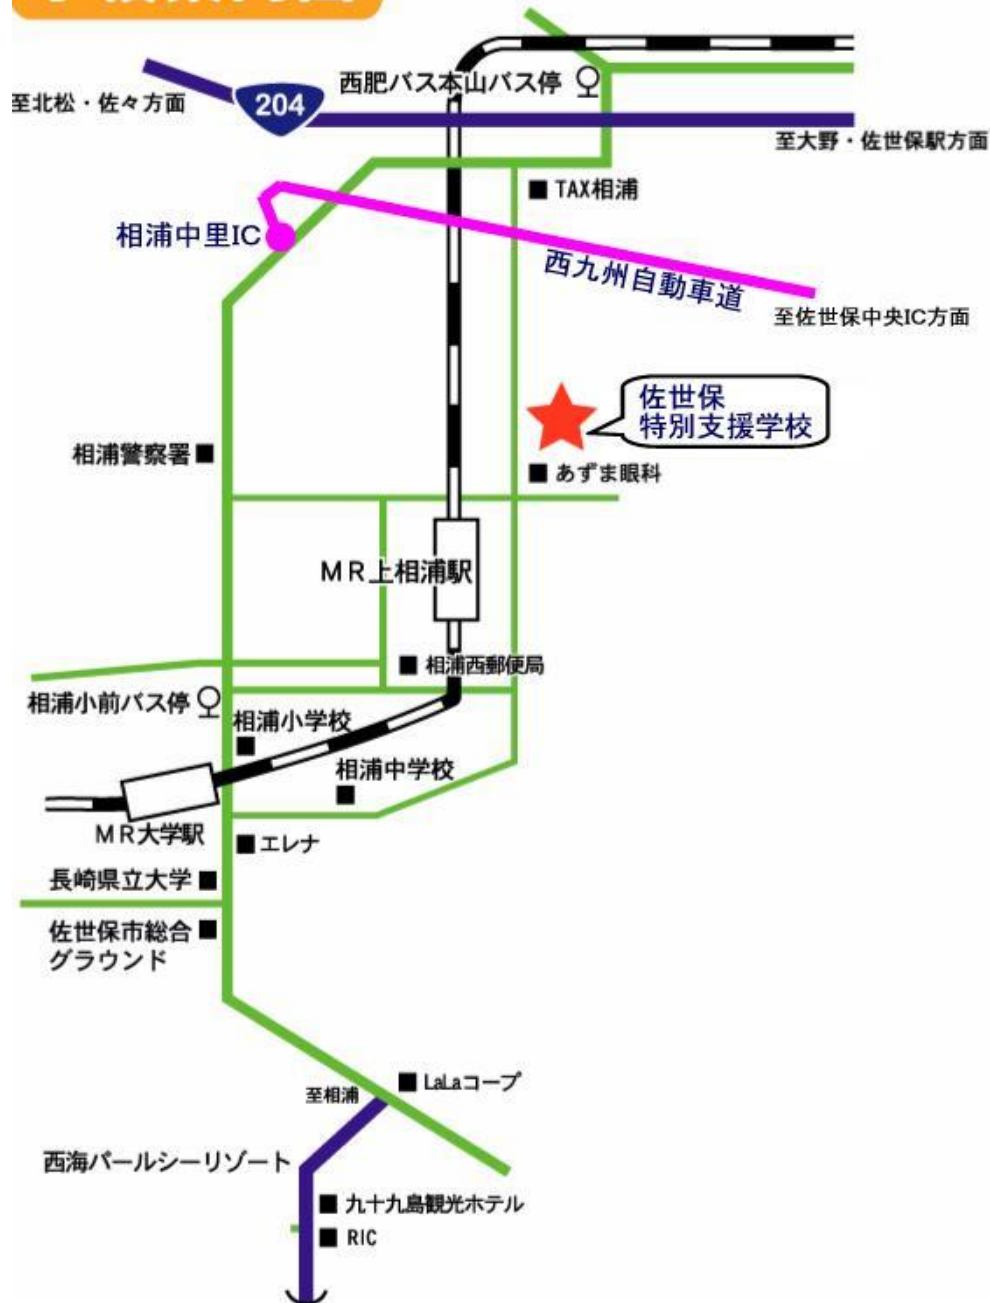 西肥バス本山バス停
至北松・佐々方面
204
至大野・佐世保駅方面
TAX相浦
相浦中里IC
西九州自動車道
至佐世保中央IC方面
佐世保
特別支援学校
相浦警察署
あずま眼科
MR上相浦駅
相浦西郵便局
相浦小前バス停
相浦小学校
相浦中学校
MR大学駅
エレナ
長崎県立大学
佐世保市総合
グラウンド
LaLaコープ
至相浦
西海パールシーリゾート
九十九島観光ホテル
RIC